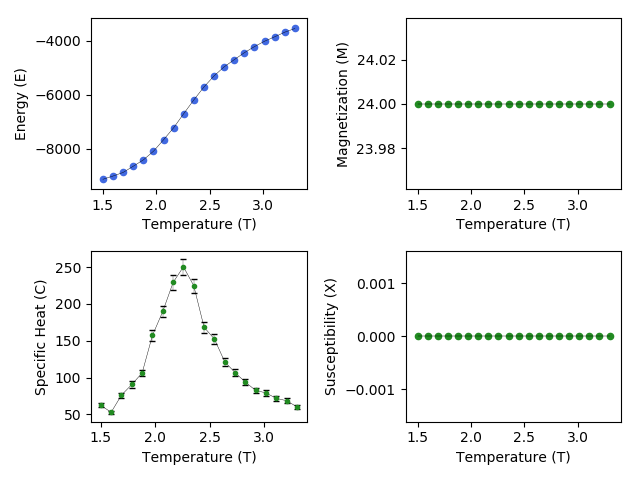 Energy (E)
−4000
−6000
−8000
1.5 2.0 2.5 3.0
Temperature (T)
Magnetization (M)
24.02
24.00
23.98
1.5 2.0 2.5 3.0
Temperature (T)
Specific Heat (C)
250
200
150
100
50
1.5 2.0 2.5 3.0
Temperature (T)
Susceptibility (X)
0.001
0.000
−0.001
1.5 2.0 2.5 3.0
Temperature (T)